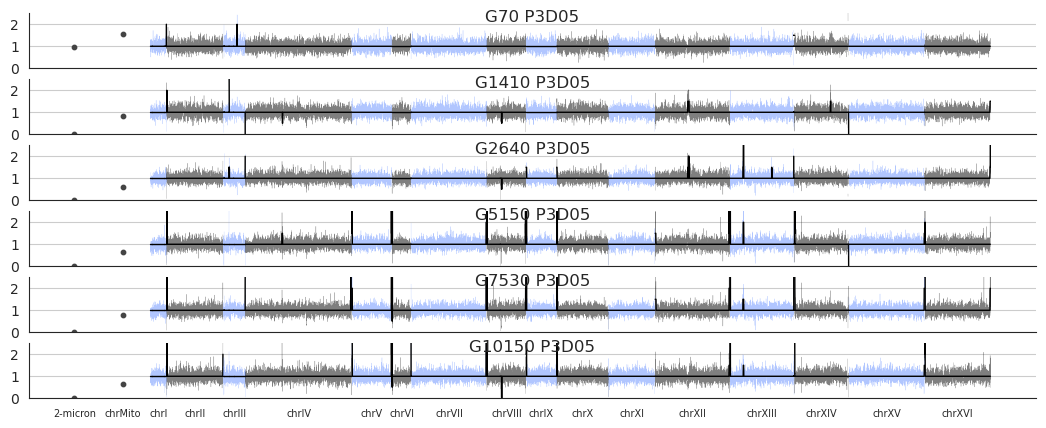 G70 P3D05
2
1
0
G1410 P3D05
2
1
0
G2640 P3D05
2
1
0
G5150 P3D05
2
1
0
G7530 P3D05
2
1
0
G10150 P3D05
2
1
0
2-micron chrMito chrI chrII chrIII chrIV chrV chrVI chrVII chrVIII chrIX chrX chrXI chrXII chrXIII chrXIV chrXV chrXVI